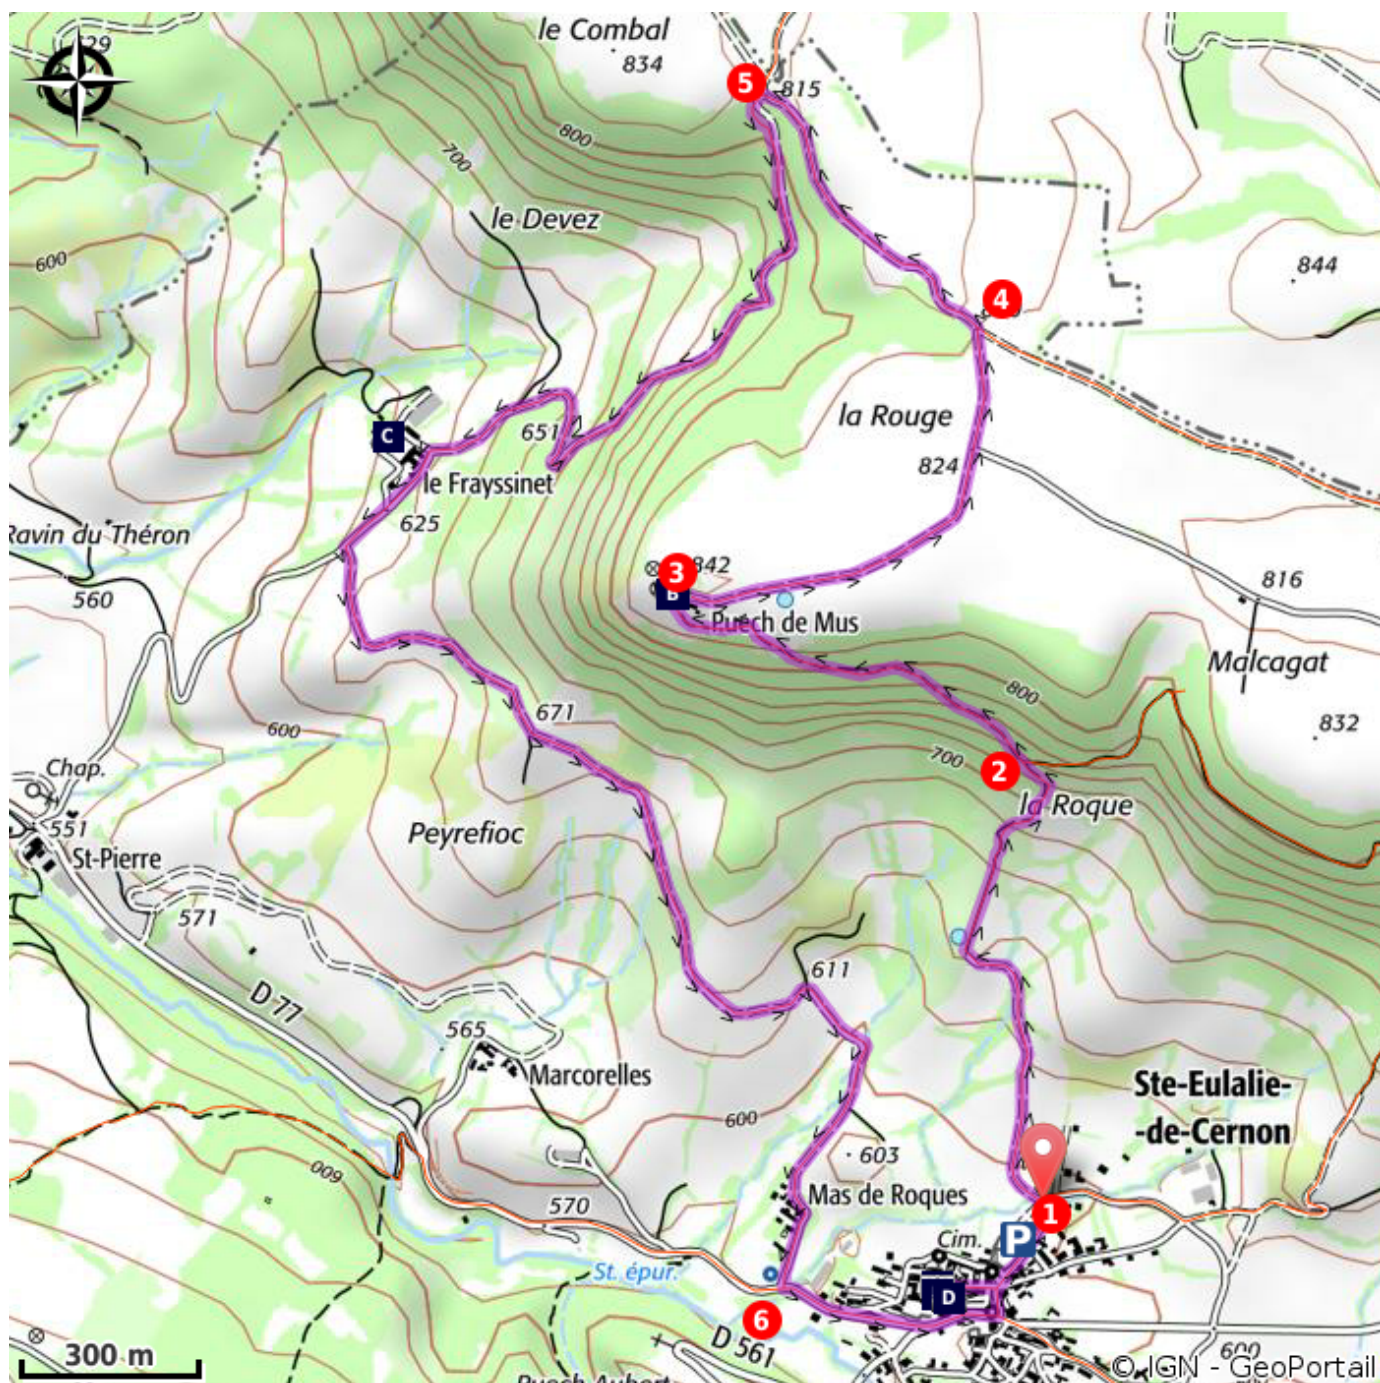 le Combal
834
5
815
800
700
le Devez
600
844
4
la Rouge
C
651
824
le Frayssinet
625
Ravin du Théron
842
3
816
560
B
Puech de Mus
Malcagat
800
671
832
600
700
2
Chap.
la Roque
551
Peyrefioc
St-Pierre
571
611
D 77
565
Marcorelles
Ste-Eulalie-
-de-Cernon
600
603
600
Mas de Roques
570
1
P
Cim.
St. épur.
D
6
D 561
600
300 m
© IGN - GeoPortail